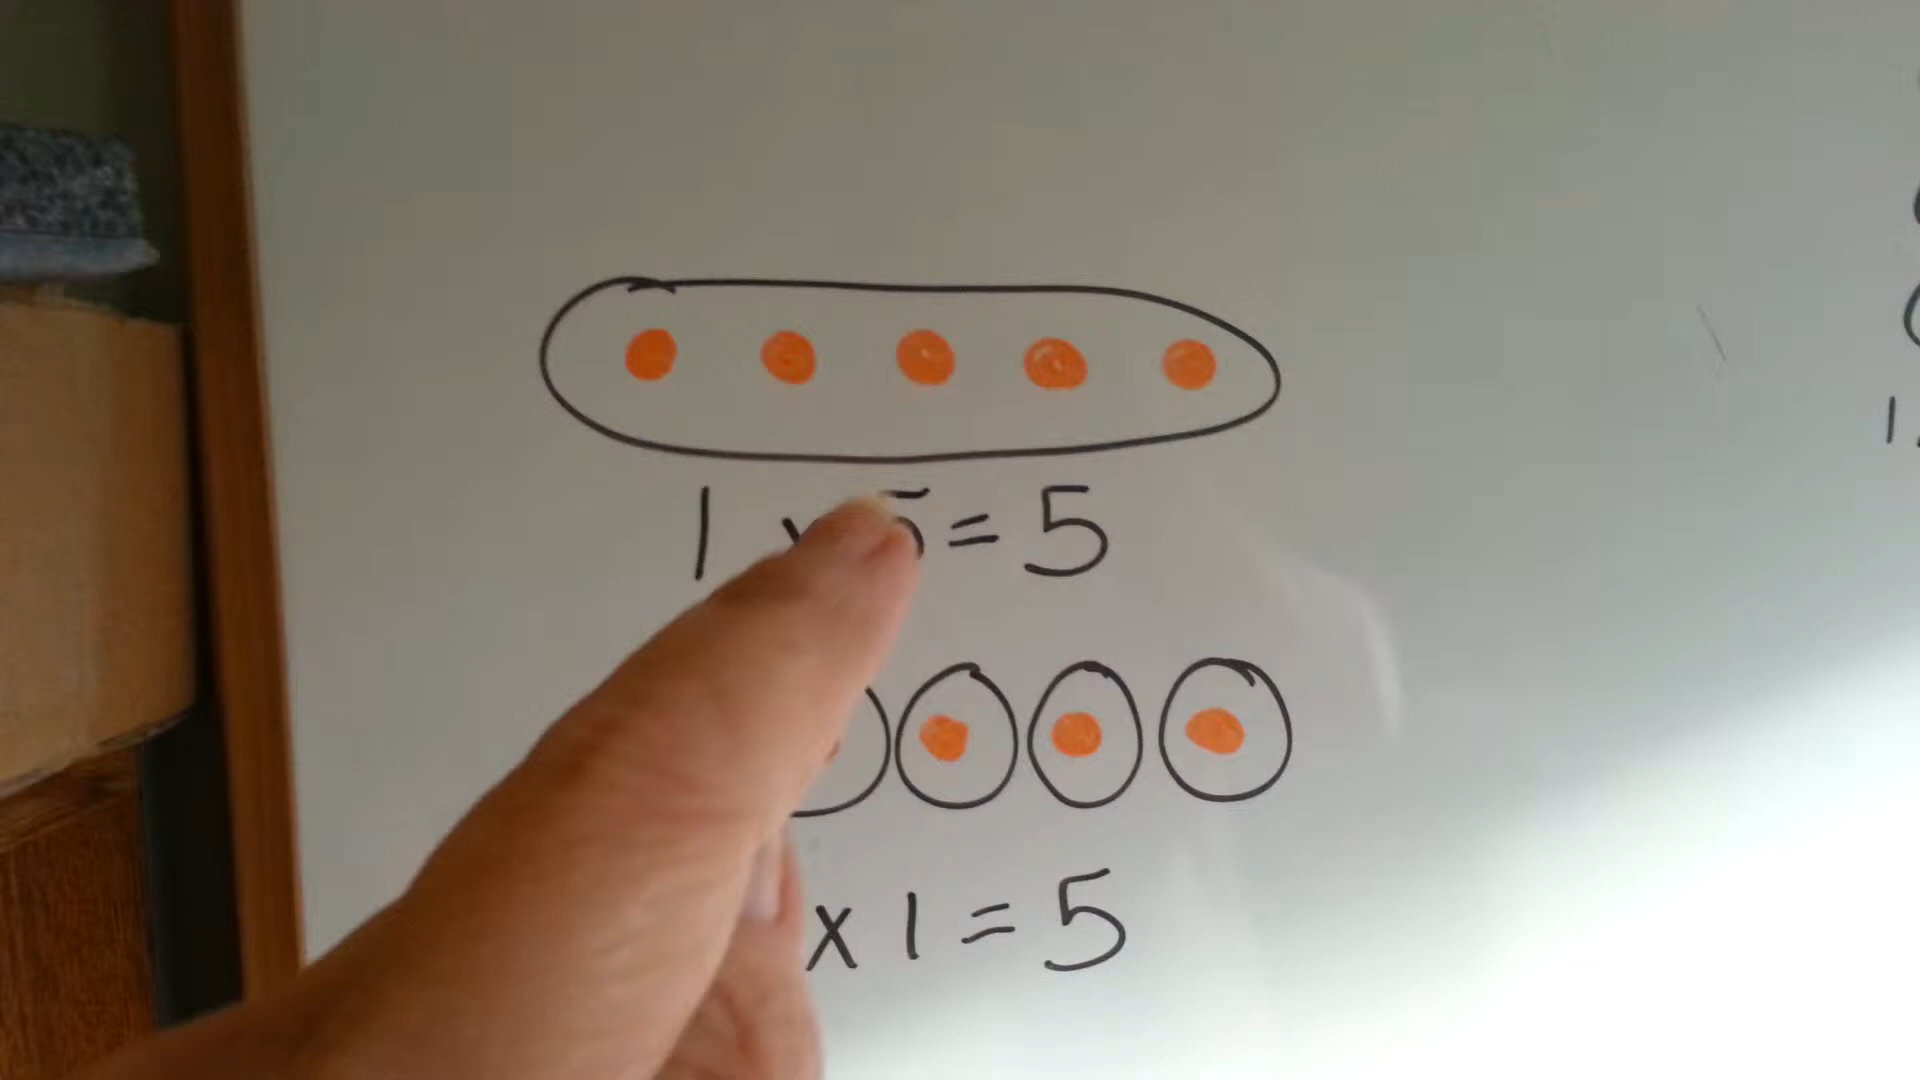 1 x 5 = 5
x 1 = 5